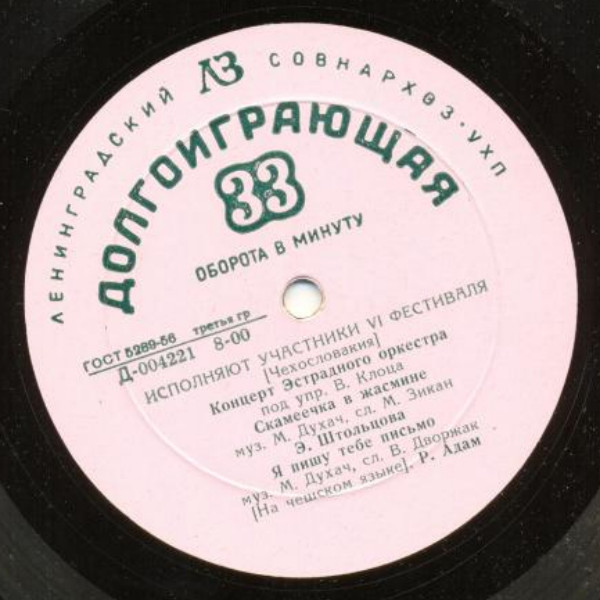 ЛЕНИНГРАДСКИЙ ЛЗ СОВНАРХОЗ · УХП
ДОЛГОИГРАЮЩАЯ
33
ОБОРОТА В МИНУТУ
ГОСТ 5289-56 третья гр
Д-004221 8-00
ИСПОЛНЯЮТ УЧАСТНИКИ VI ФЕСТИВАЛЯ
[Чехословакия]
Концерт Эстрадного оркестра
под упр. В. Клоца
Скамеечка в жасмине
муз. М. Духач, сл. М. Зикан
Э. Штольцова
Я пишу тебе письмо
муз. М. Духач, сл. В. Дворжак
[На чешском языке]. Р. Адам